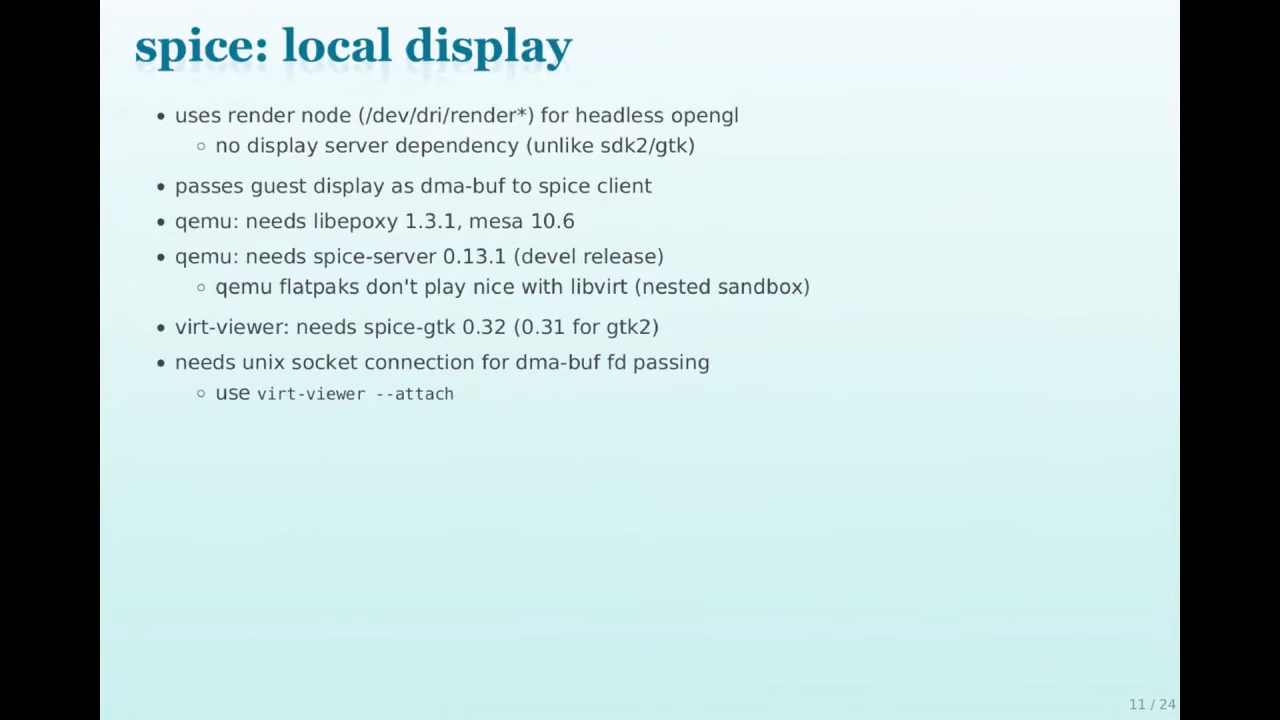 spice: local display
• uses render node (/dev/dri/render*) for headless opengl
○ no display server dependency (unlike sdk2/gtk)
• passes guest display as dma-buf to spice client
• qemu: needs libepoxy 1.3.1, mesa 10.6
• qemu: needs spice-server 0.13.1 (devel release)
○ qemu flatpaks don't play nice with libvirt (nested sandbox)
• virt-viewer: needs spice-gtk 0.32 (0.31 for gtk2)
• needs unix socket connection for dma-buf fd passing
○ use virt-viewer --attach
11 / 24